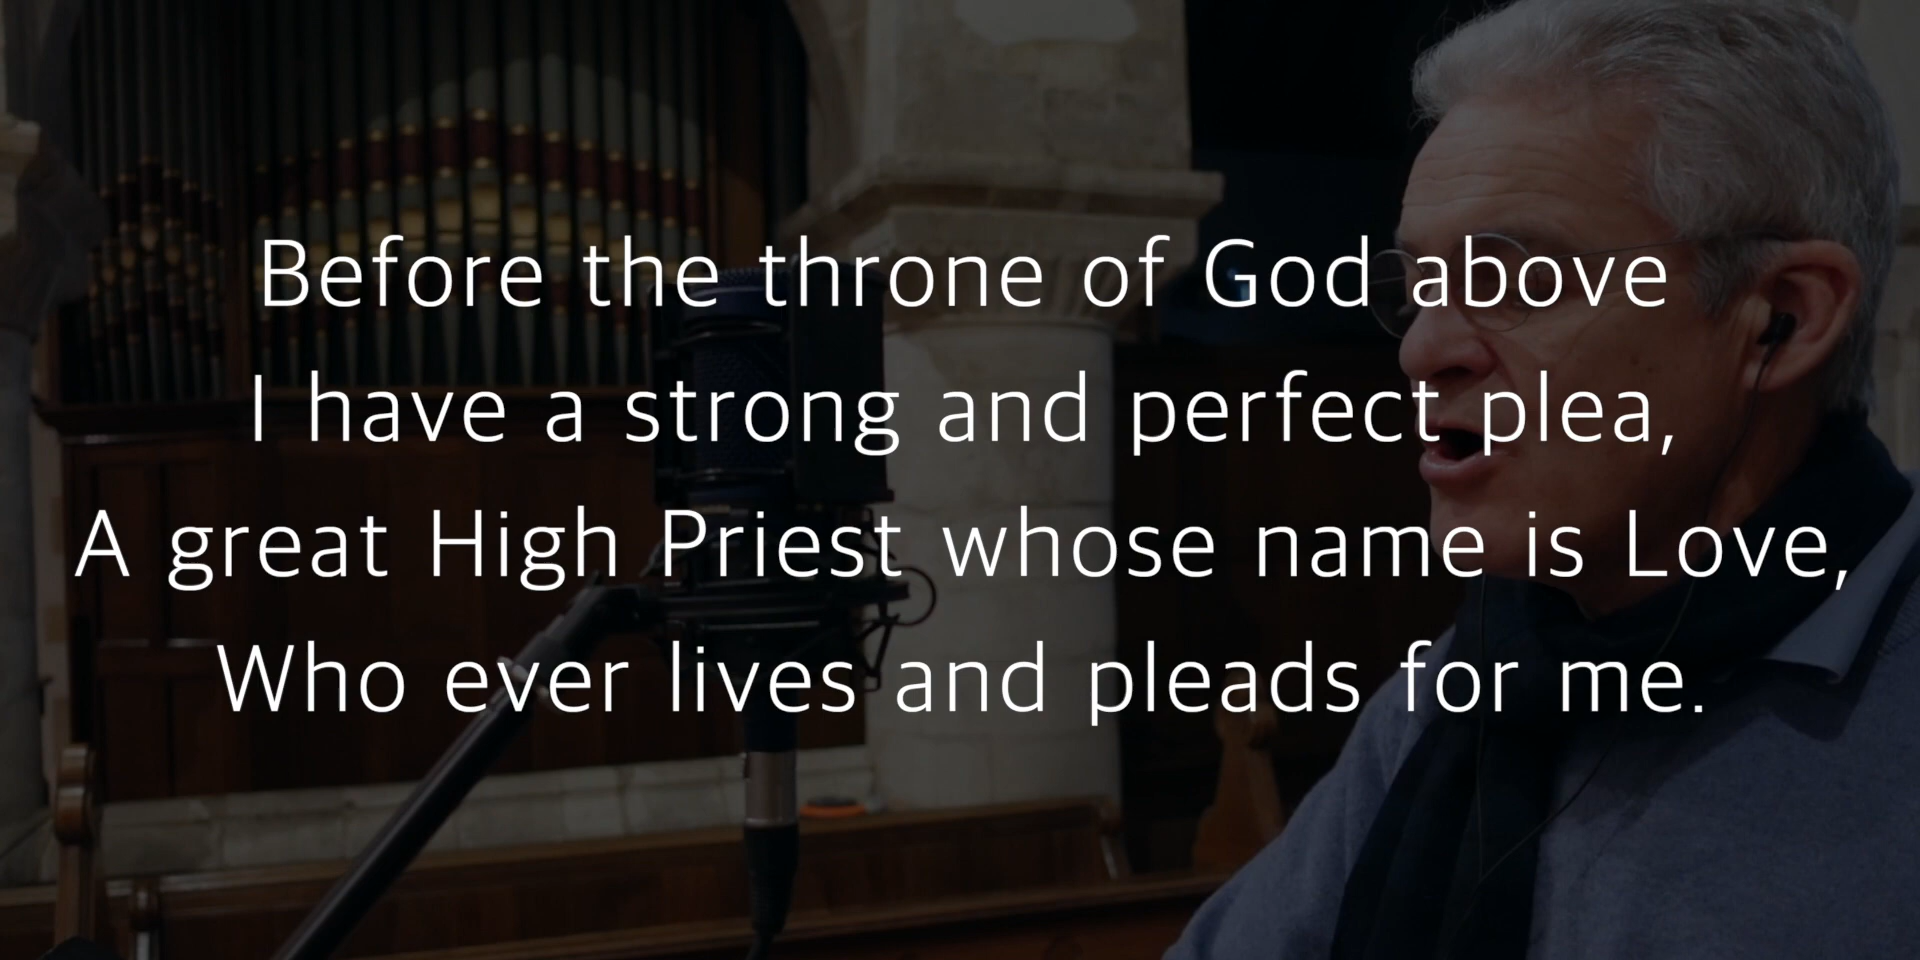 Before the throne of God above
I have a strong and perfect plea,
A great High Priest whose name is Love,
Who ever lives and pleads for me.